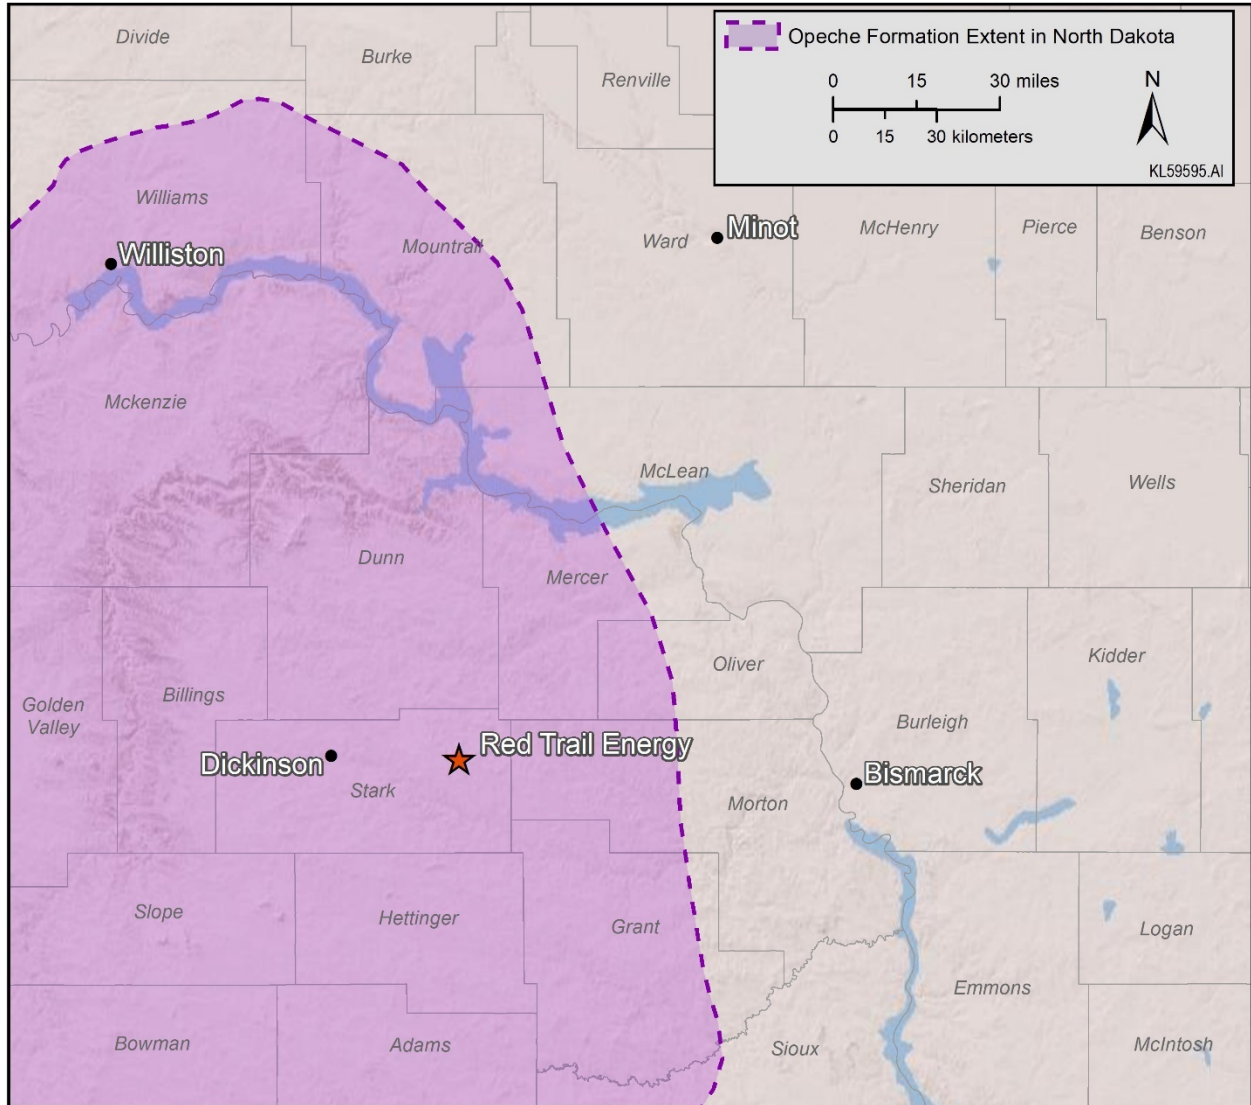 Divide
Burke
Renville
Opeche Formation Extent in North Dakota
0 15 30 miles
0 15 30 kilometers
N
KL59595.AI
Williams
Mountrail
Ward
Minot
McHenry
Pierce
Benson
Williston
Mckenzie
McLean
Sheridan
Wells
Dunn
Mercer
Oliver
Kidder
Golden
Valley
Billings
Burleigh
Red Trail Energy
Dickinson
Stark
Bismarck
Morton
Slope
Hettinger
Grant
Logan
Emmons
Bowman
Adams
Sioux
McIntosh